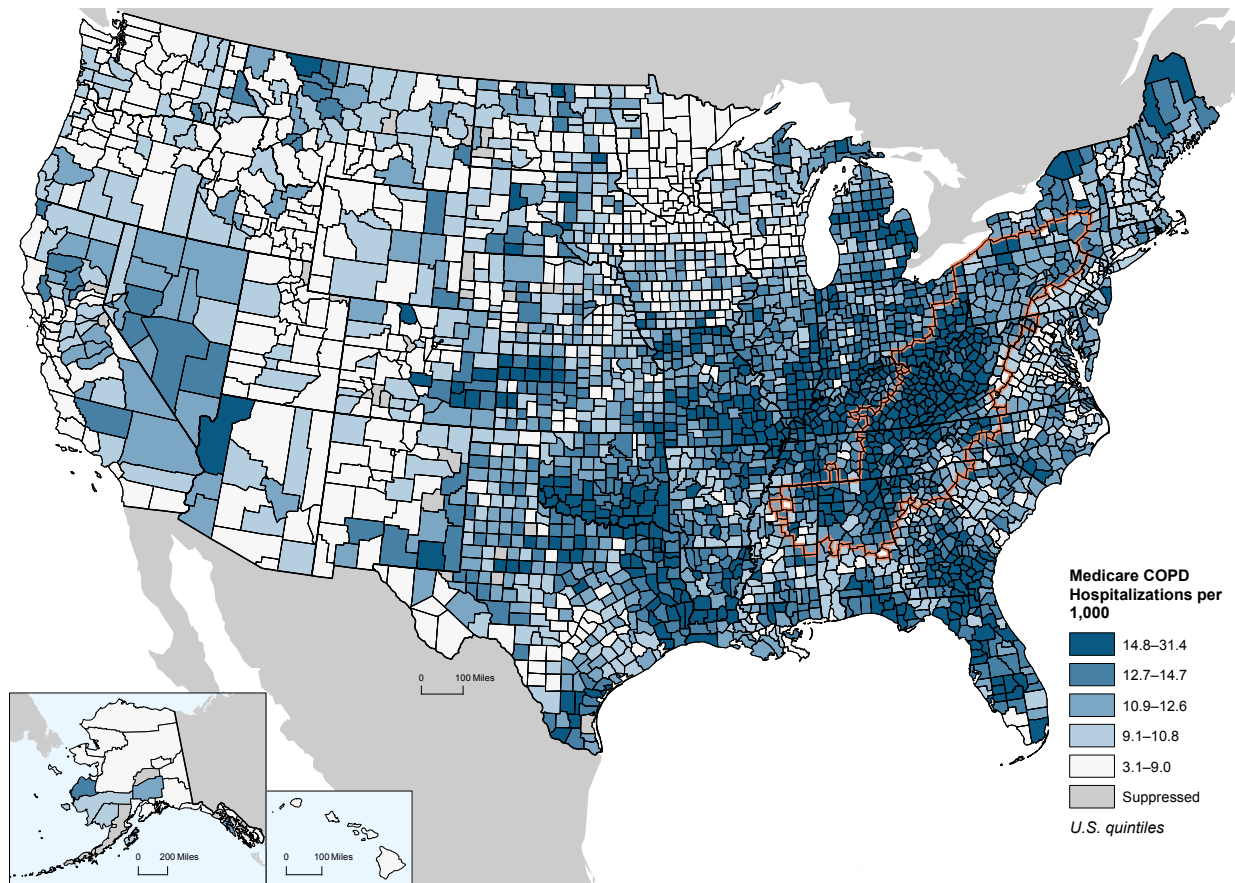 0 100 Miles
Medicare COPD
Hospitalizations per
1,000
14.8–31.4
12.7–14.7
10.9–12.6
9.1–10.8
3.1–9.0
Suppressed
U.S. quintiles
0 200 Miles
0 100 Miles